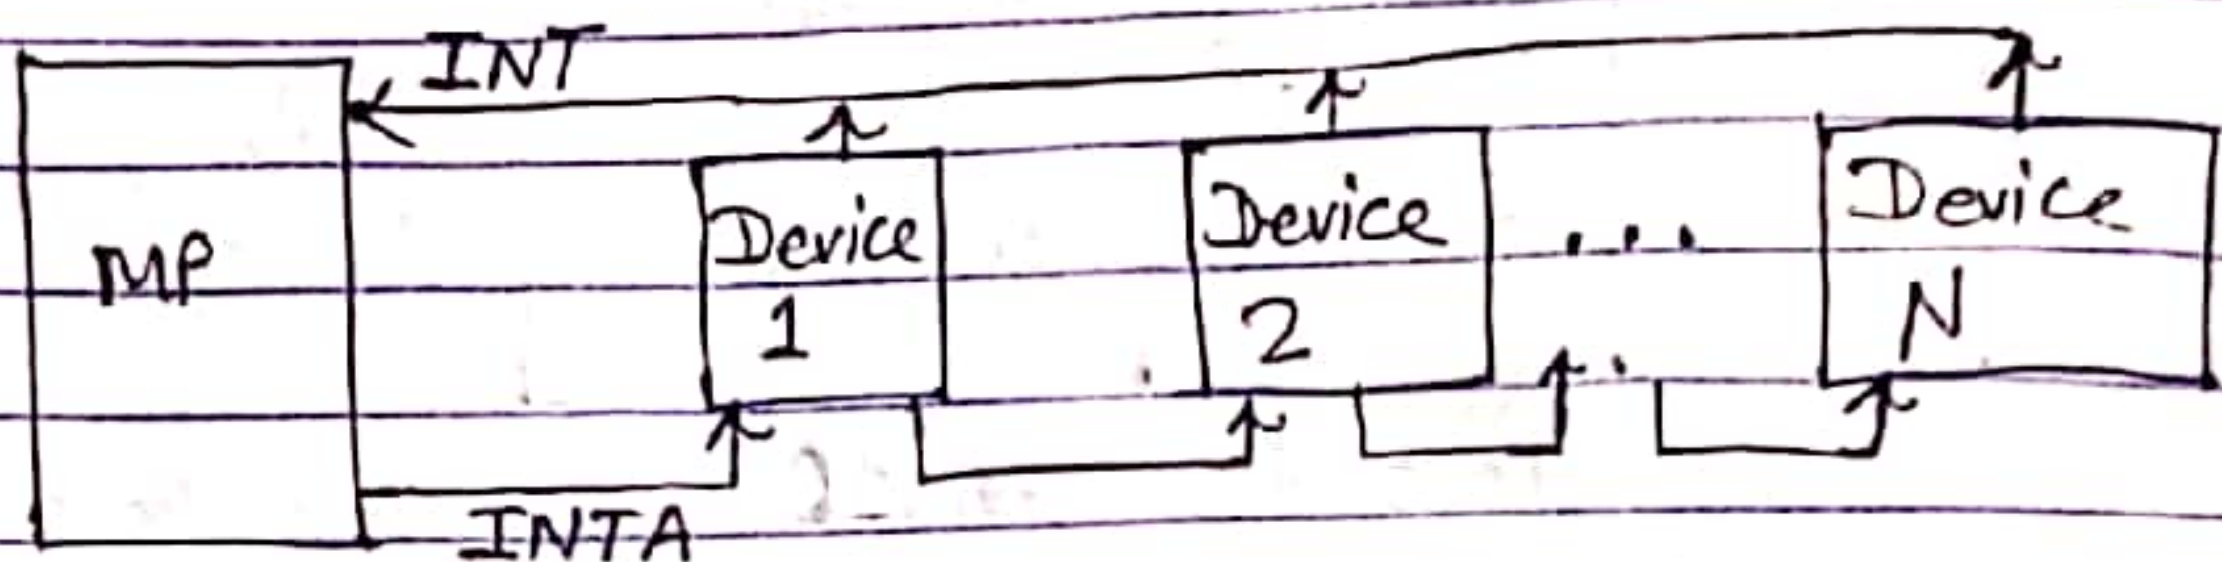 INT
MP
Device
1
Device
2
...
Device
N
INTA